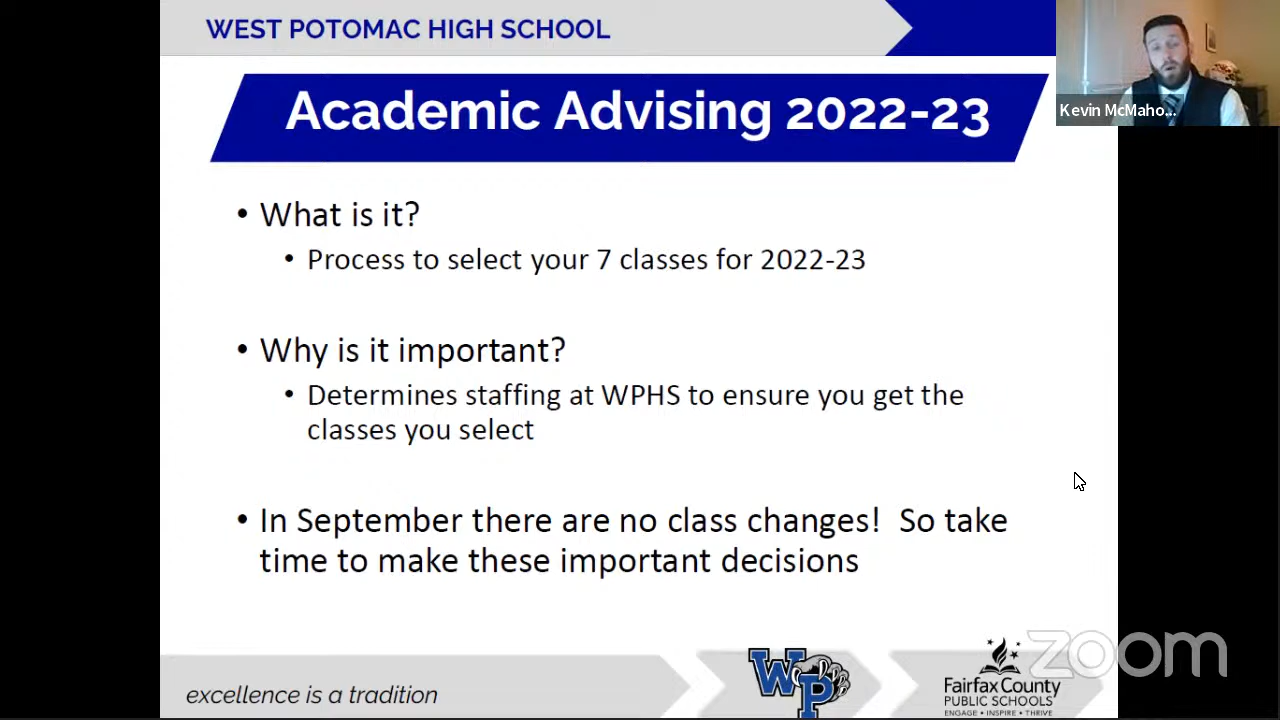 WEST POTOMAC HIGH SCHOOL
Kevin McMaho...
Academic Advising 2022-23
• What is it?
• Process to select your 7 classes for 2022-23
• Why is it important?
• Determines staffing at WPHS to ensure you get the
classes you select
• In September there are no class changes!  So take
time to make these important decisions
excellence is a tradition
WP
Fairfax County
PUBLIC SCHOOLS
ENGAGE • INSPIRE • THRIVE
zoom